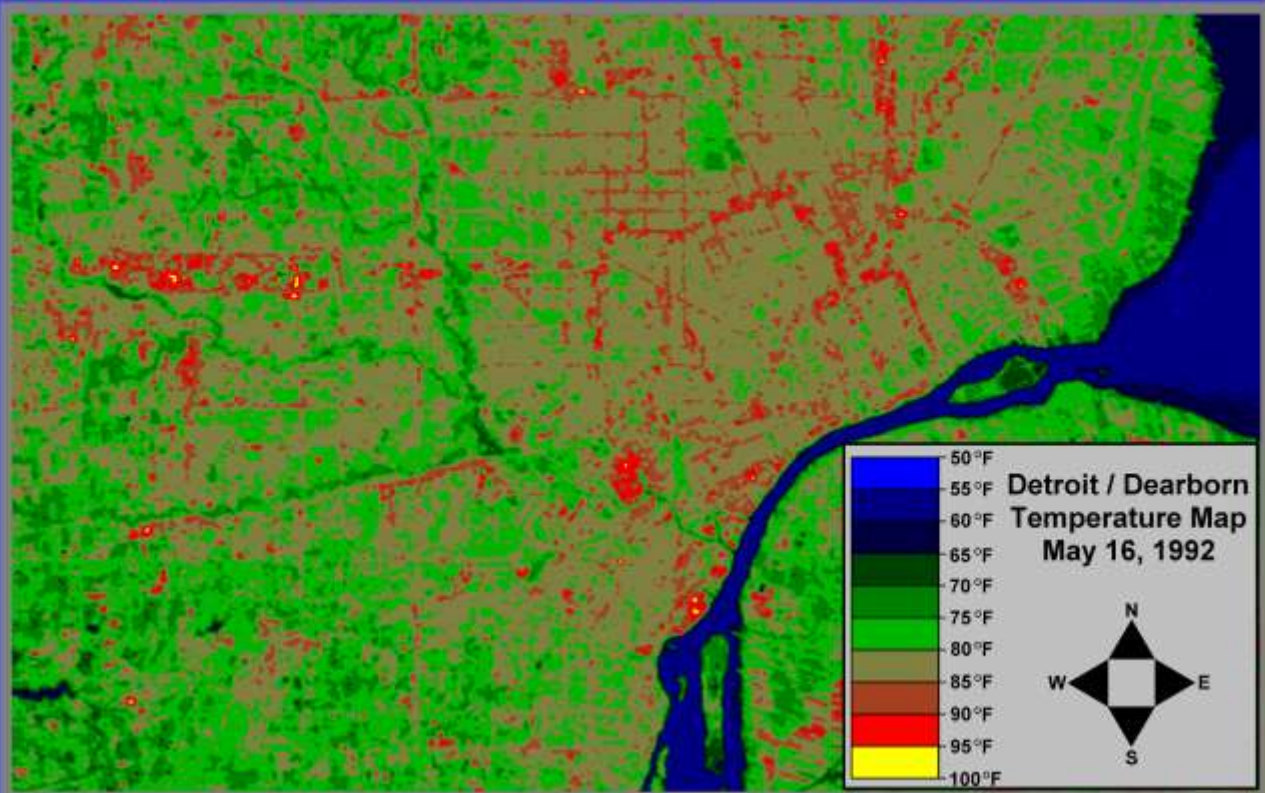 50°F
55°F
60°F
65°F
70°F
75°F
80°F
85°F
90°F
95°F
100°F
Detroit / Dearborn
Temperature Map
May 16, 1992
N
W E
S